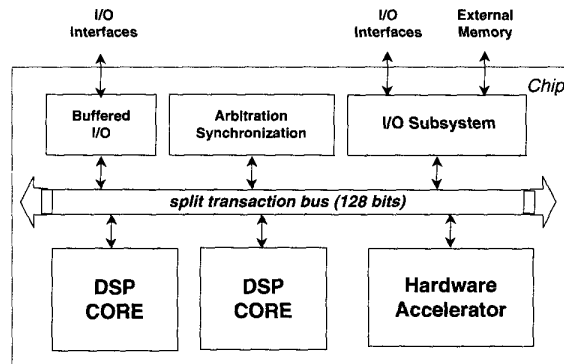 I/O
Interfaces
I/O
Interfaces
External
Memory
Chip
Buffered
I/O
Arbitration
Synchronization
I/O Subsystem
split transaction bus (128 bits)
DSP
CORE
DSP
CORE
Hardware
Accelerator